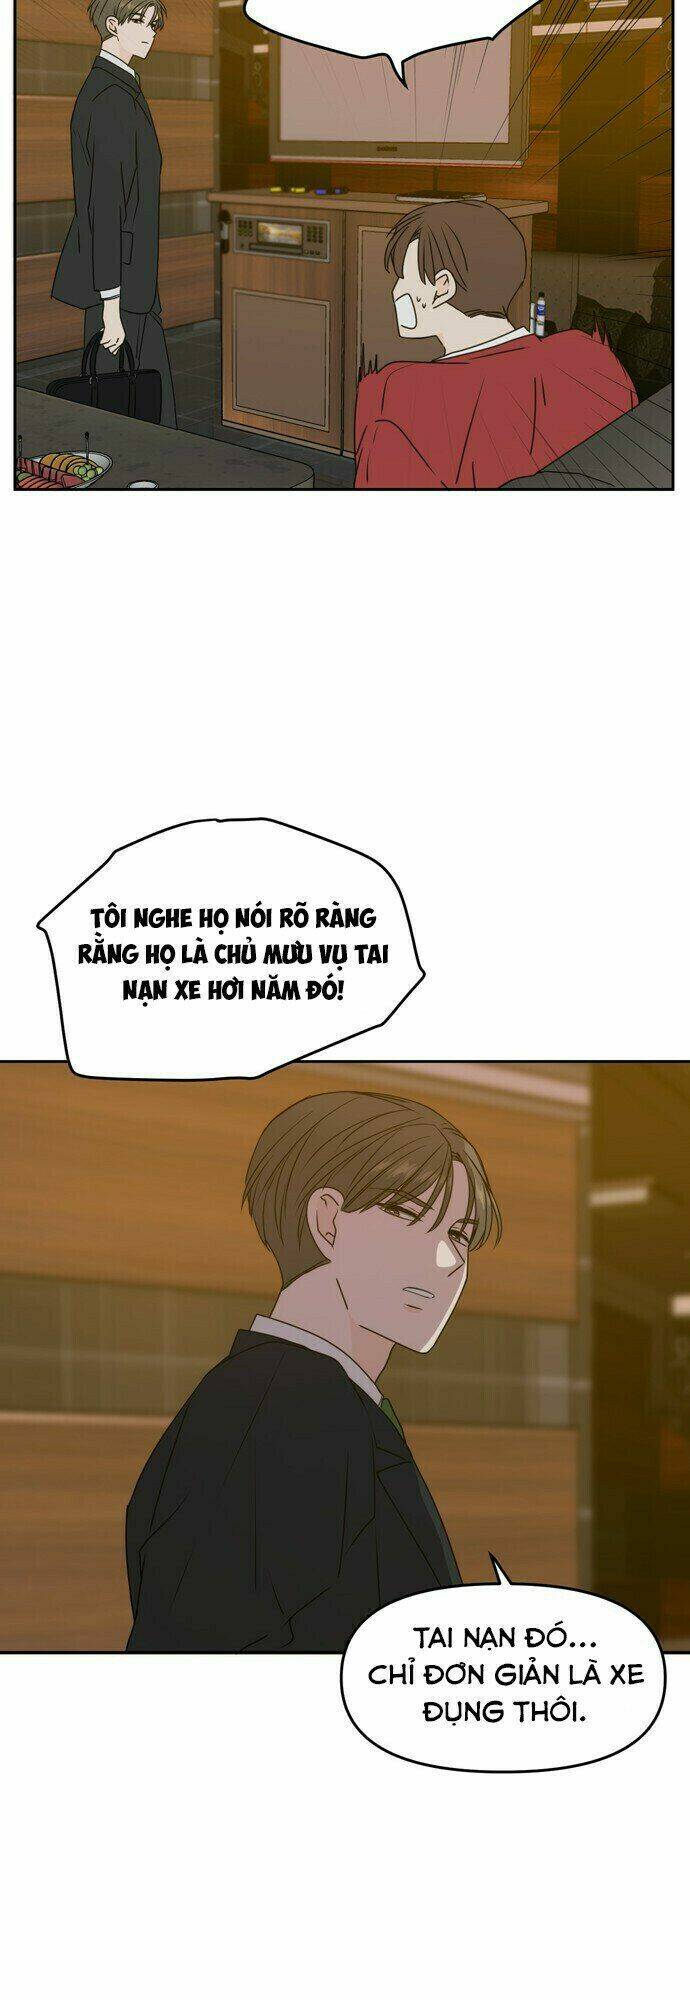 TÔI NGHE HỌ NÓI RÕ RÀNG
RẰNG HỌ LÀ CHỦ MƯU VỤ TAI
NẠN XE HƠI NĂM ĐÓ!
TAI NẠN ĐÓ...
CHỈ ĐƠN GIẢN LÀ XE
ĐỤNG THÔI.